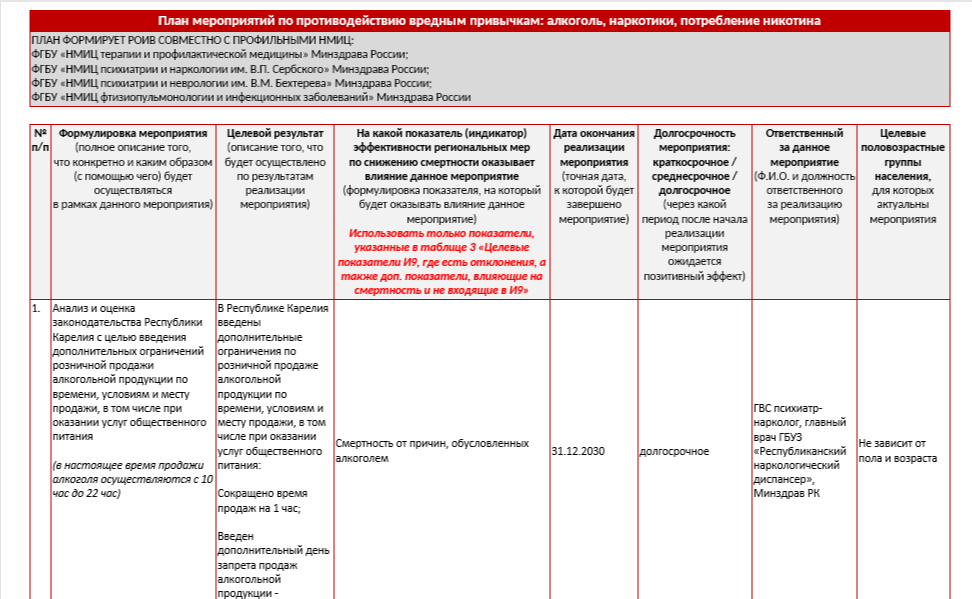 План мероприятий по противодействию вредным привычкам: алкоголь, наркотики, потребление никотина
ПЛАН ФОРМИРУЕТ РОИВ СОВМЕСТНО С ПРОФИЛЬНЫМИ НМИЦ:
ФГБУ «НМИЦ терапии и профилактической медицины» Минздрава России;
ФГБУ «НМИЦ психиатрии и наркологии им. В.П. Сербского» Минздрава России;
ФГБУ «НМИЦ психиатрии и неврологии им. В.М. Бехтерева» Минздрава России;
ФГБУ «НМИЦ фтизиопульмонологии и инфекционных заболеваний» Минздрава России
№
п/п
Формулировка мероприятия
(полное описание того,
что конкретно и каким образом
(с помощью чего) будет
осуществляться
в рамках данного мероприятия)
Целевой результат
(описание того, что
будет осуществлено
по результатам
реализации
мероприятия)
На какой показатель (индикатор)
эффективности региональных мер
по снижению смертности оказывает
влияние данное мероприятие
(формулировка показателя, на который
будет оказывать влияние данное
мероприятие)
Использовать только показатели,
указанные в таблице 3 «Целевые
показатели И9, где есть отклонения, а
также доп. показатели, влияющие на
смертность и не входящие в И9»
Дата окончания
реализации
мероприятия
(точная дата,
к которой будет
завершено
мероприятие)
Долгосрочность
мероприятия:
краткосрочное /
среднесрочное /
долгосрочное
(через какой
период после начала
реализации
мероприятия
ожидается
позитивный эффект)
Ответственный
за данное
мероприятие
(Ф.И.О. и должность
ответственного
за реализацию
мероприятия)
Целевые
половозрастные
группы
населения,
для которых
актуальны
мероприятия
1.
Анализ и оценка
законодательства Республики
Карелия с целью введения
дополнительных ограничений
розничной продажи
алкогольной продукции по
времени, условиям и месту
продажи, в том числе при
оказании услуг общественного
питания
(в настоящее время продажи
алкоголя осуществляются с 10
час до 22 час)
В Республике Карелия
введены
дополнительные
ограничения по
розничной продаже
алкогольной
продукции по
времени, условиям и
месту продажи, в том
числе при оказании
услуг общественного
питания:
Сокращено время
продаж на 1 час;
Введен
дополнительный день
запрета продаж
алкогольной
продукции -
Смертность от причин, обусловленных
алкоголем
31.12.2030
долгосрочное
ГВС психиатр-
нарколог, главный
врач ГБУЗ
«Республиканский
наркологический
диспансер»,
Минздрав РК
Не зависит от
пола и возраста